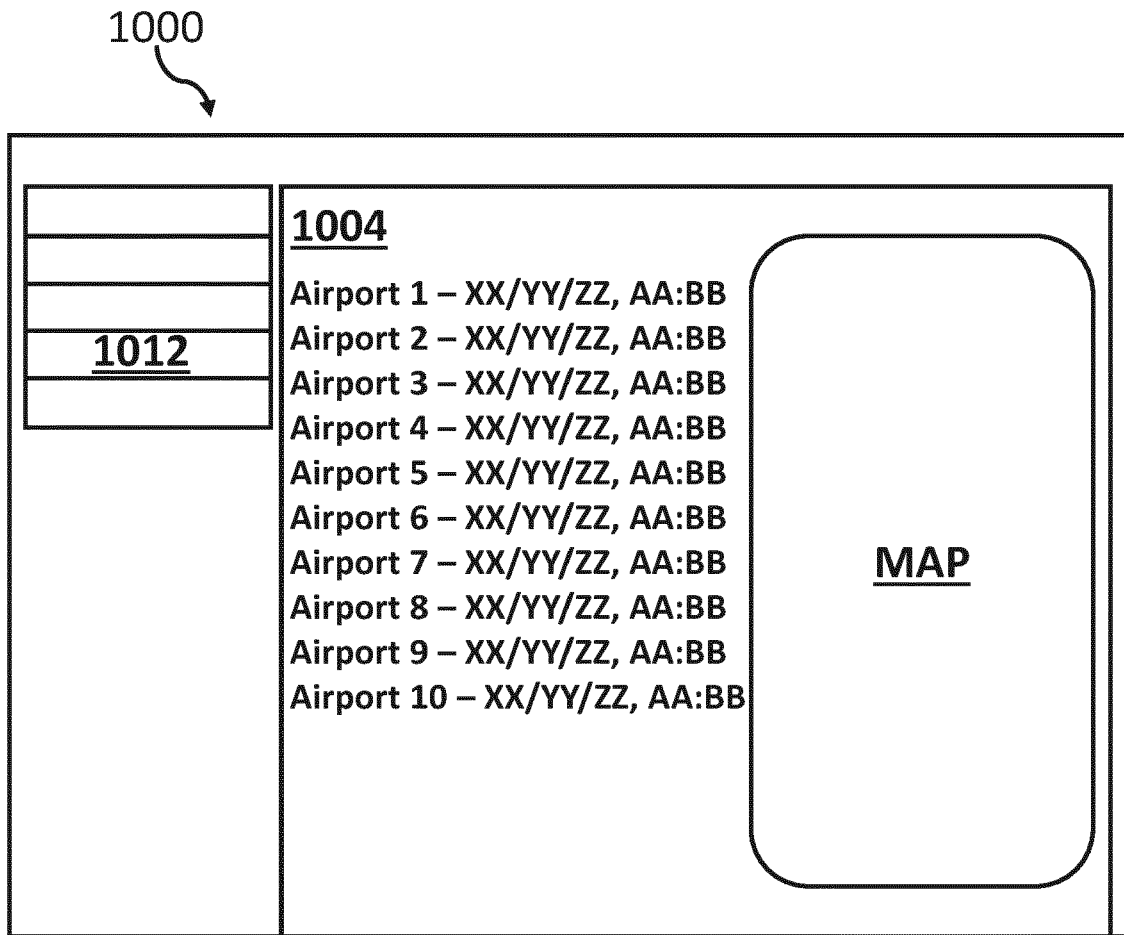 1000
1012
1004
Airport 1 – XX/YY/ZZ, AA:BB
Airport 2 – XX/YY/ZZ, AA:BB
Airport 3 – XX/YY/ZZ, AA:BB
Airport 4 – XX/YY/ZZ, AA:BB
Airport 5 – XX/YY/ZZ, AA:BB
Airport 6 – XX/YY/ZZ, AA:BB
Airport 7 – XX/YY/ZZ, AA:BB
Airport 8 – XX/YY/ZZ, AA:BB
Airport 9 – XX/YY/ZZ, AA:BB
Airport 10 – XX/YY/ZZ, AA:BB
MAP